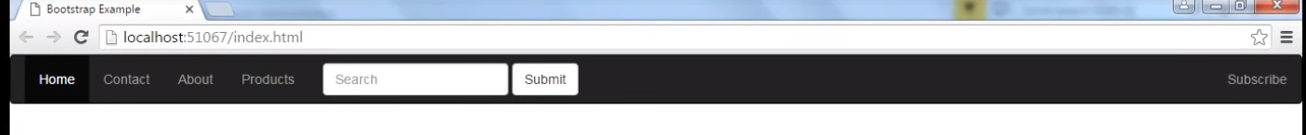 Bootstrap Example
localhost:51067/index.html
Home Contact About Products Search Submit Subscribe